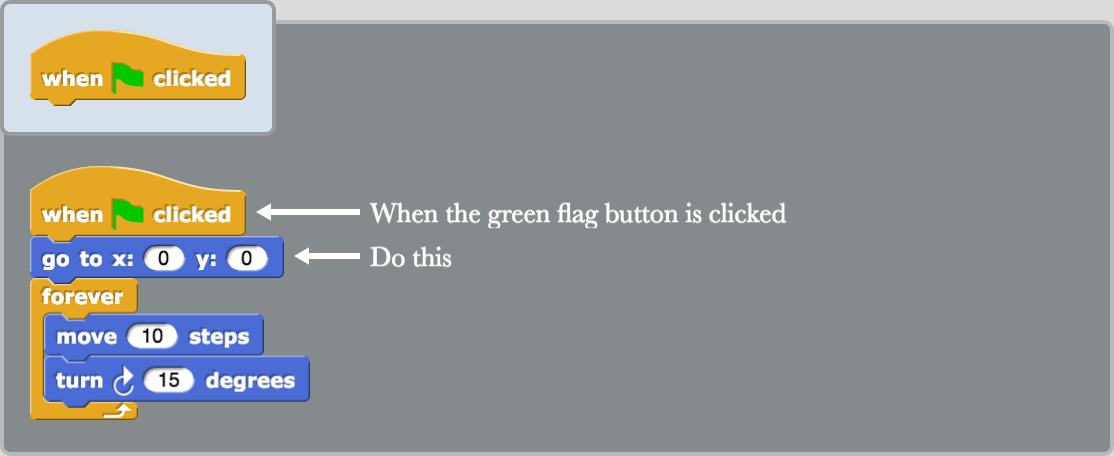 when clicked
when clicked
When the green flag button is clicked
go to x: 0 y: 0
Do this
forever
move 10 steps
turn 15 degrees